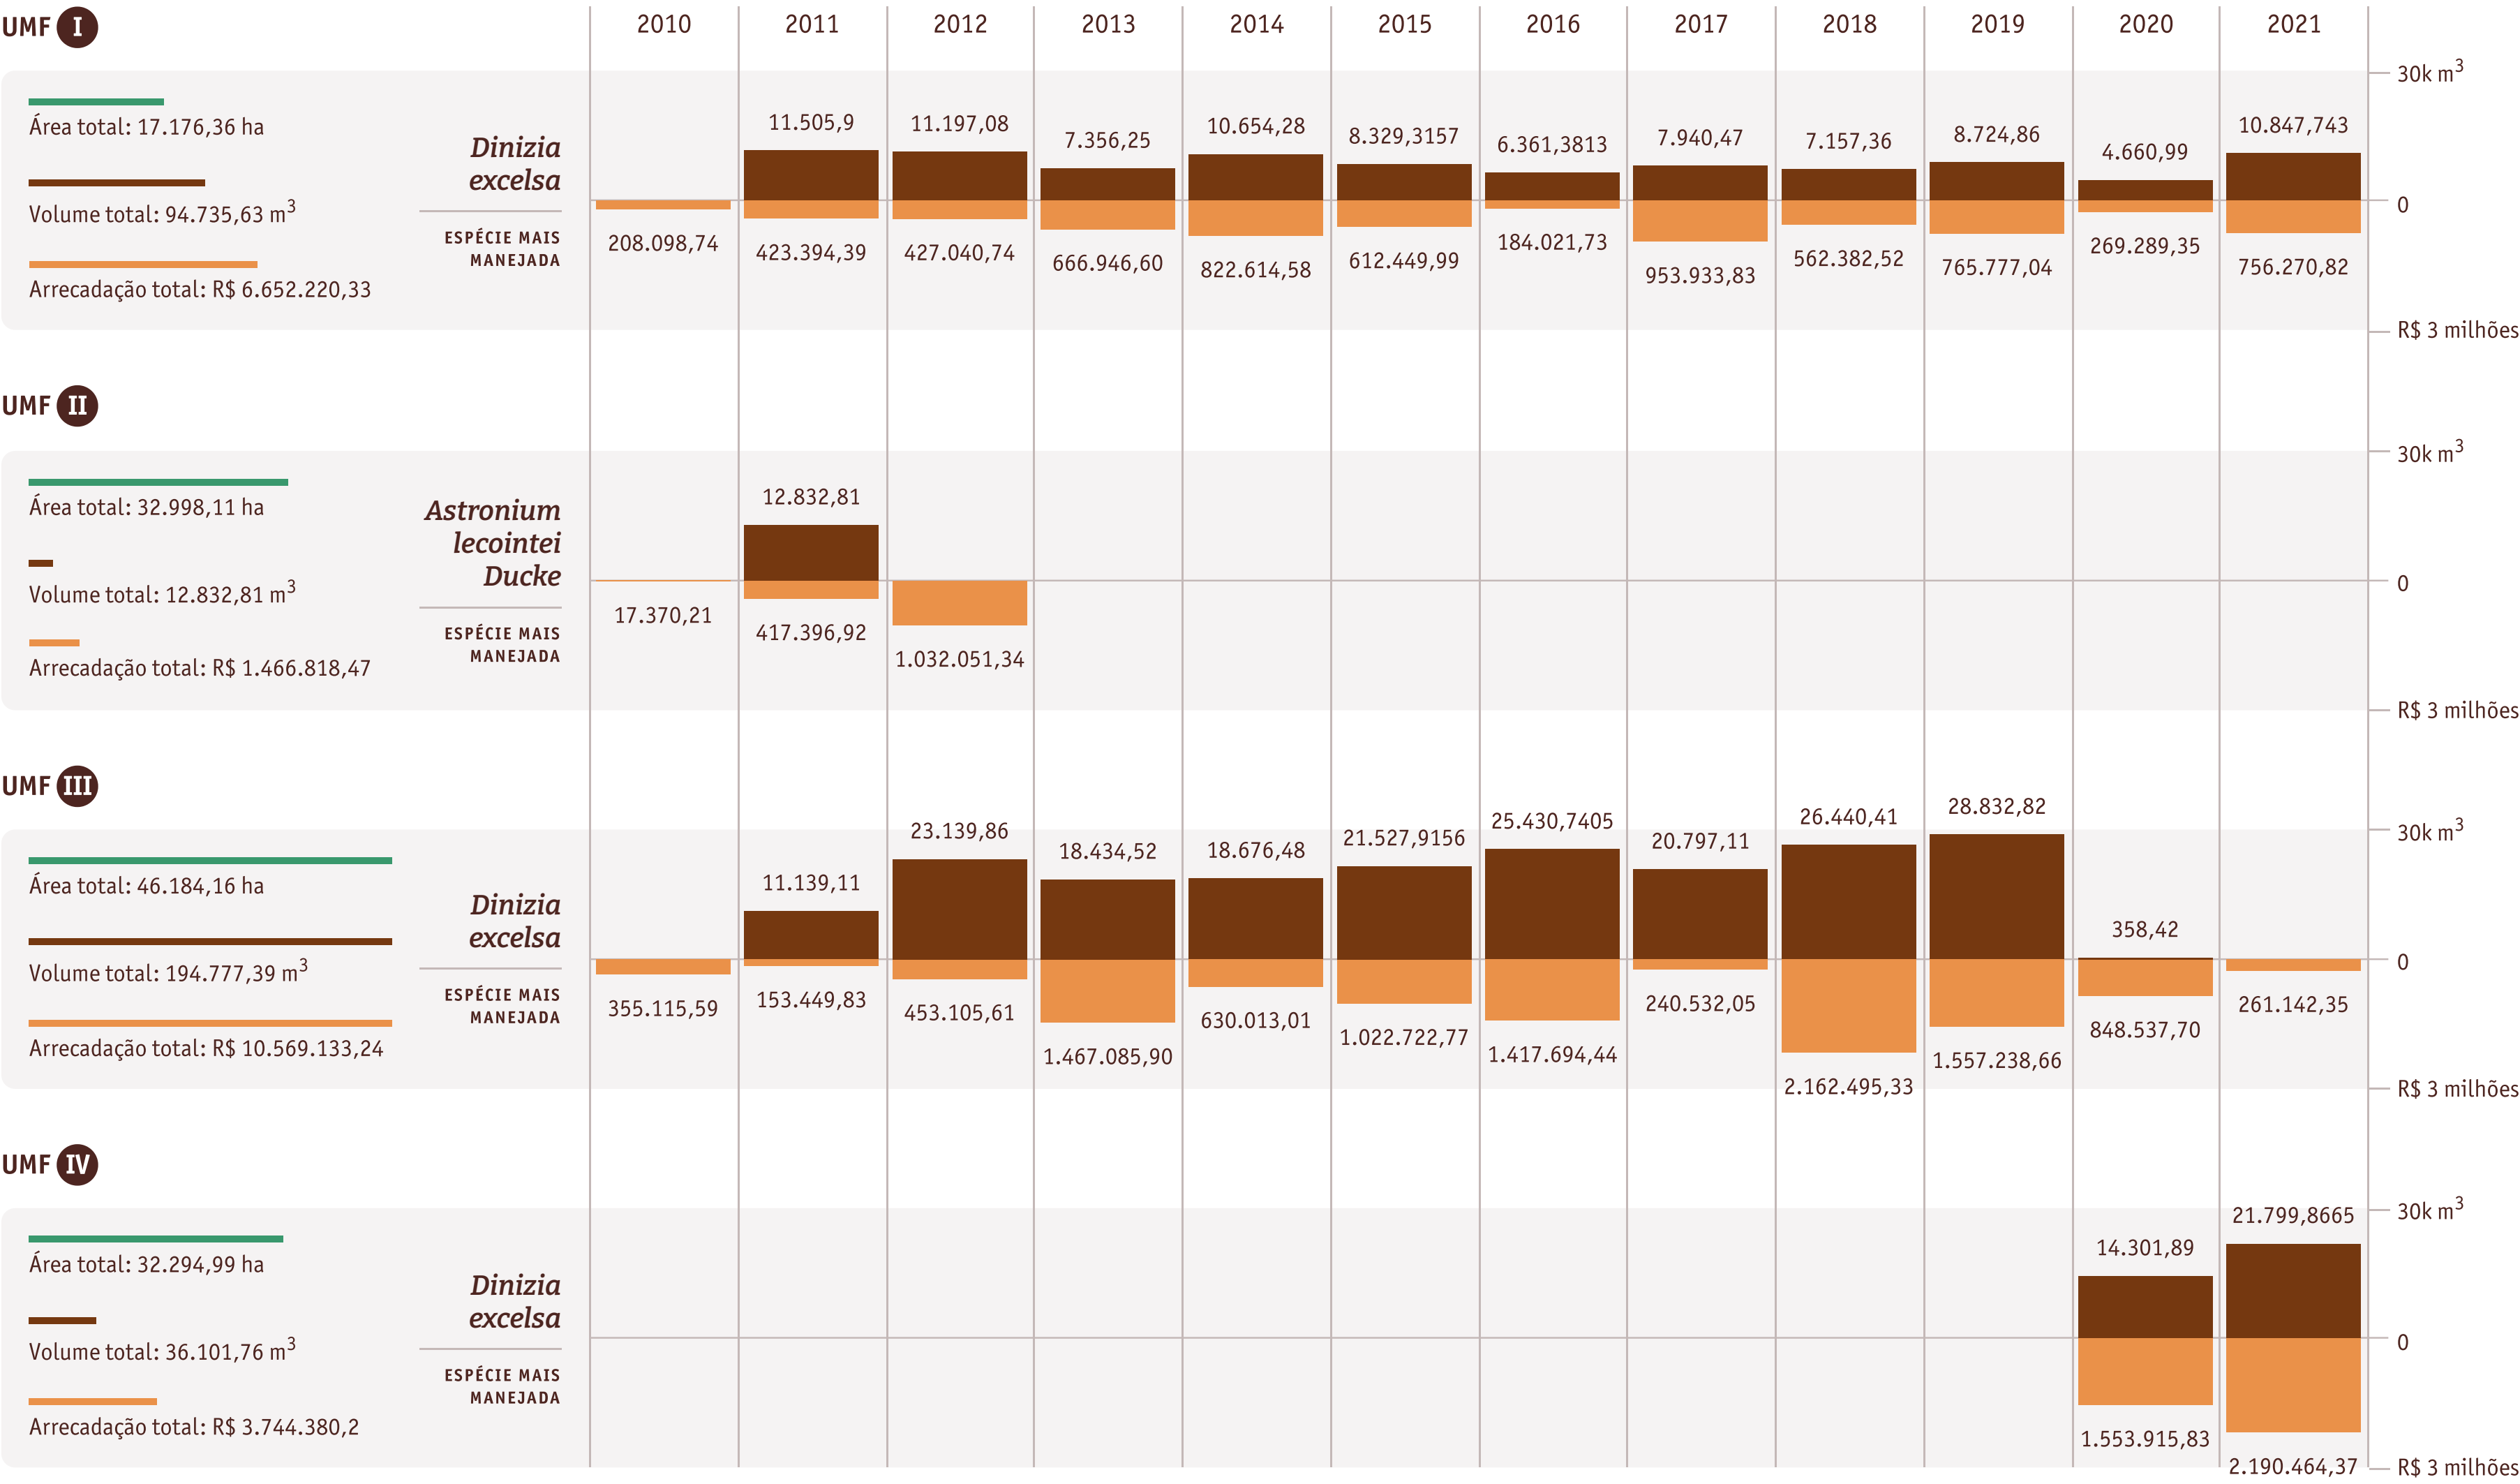 UMF I
2010 2011 2012 2013 2014 2015 2016 2017 2018 2019 2020 2021
30k m³
Área total: 17.176,36 ha
Volume total: 94.735,63 m³
Arrecadação total: R$ 6.652.220,33
Dinizia
excelsa
ESPÉCIE MAIS
MANEJADA
11.505,9 11.197,08 7.356,25 10.654,28 8.329,3157 6.361,3813 7.940,47 7.157,36 8.724,86 4.660,99 10.847,743
0
208.098,74 423.394,39 427.040,74 666.946,60 822.614,58 612.449,99 184.021,73 953.933,83 562.382,52 765.777,04 269.289,35 756.270,82
R$ 3 milhões
UMF II
30k m³
Área total: 32.998,11 ha
Volume total: 12.832,81 m³
Arrecadação total: R$ 1.466.818,47
Astronium
lecointei
Ducke
ESPÉCIE MAIS
MANEJADA
12.832,81
0
17.370,21 417.396,92 1.032.051,34
R$ 3 milhões
UMF III
30k m³
Área total: 46.184,16 ha
Volume total: 194.777,39 m³
Arrecadação total: R$ 10.569.133,24
Dinizia
excelsa
ESPÉCIE MAIS
MANEJADA
11.139,11 23.139,86 18.434,52 18.676,48 21.527,9156 25.430,7405 20.797,11 26.440,41 28.832,82 358,42
0
355.115,59 153.449,83 453.105,61 1.467.085,90 630.013,01 1.022.722,77 1.417.694,44 240.532,05 2.162.495,33 1.557.238,66 848.537,70 261.142,35
R$ 3 milhões
UMF IV
30k m³
Área total: 32.294,99 ha
Volume total: 36.101,76 m³
Arrecadação total: R$ 3.744.380,2
Dinizia
excelsa
ESPÉCIE MAIS
MANEJADA
14.301,89 21.799,8665
0
1.553.915,83 2.190.464,37
R$ 3 milhões